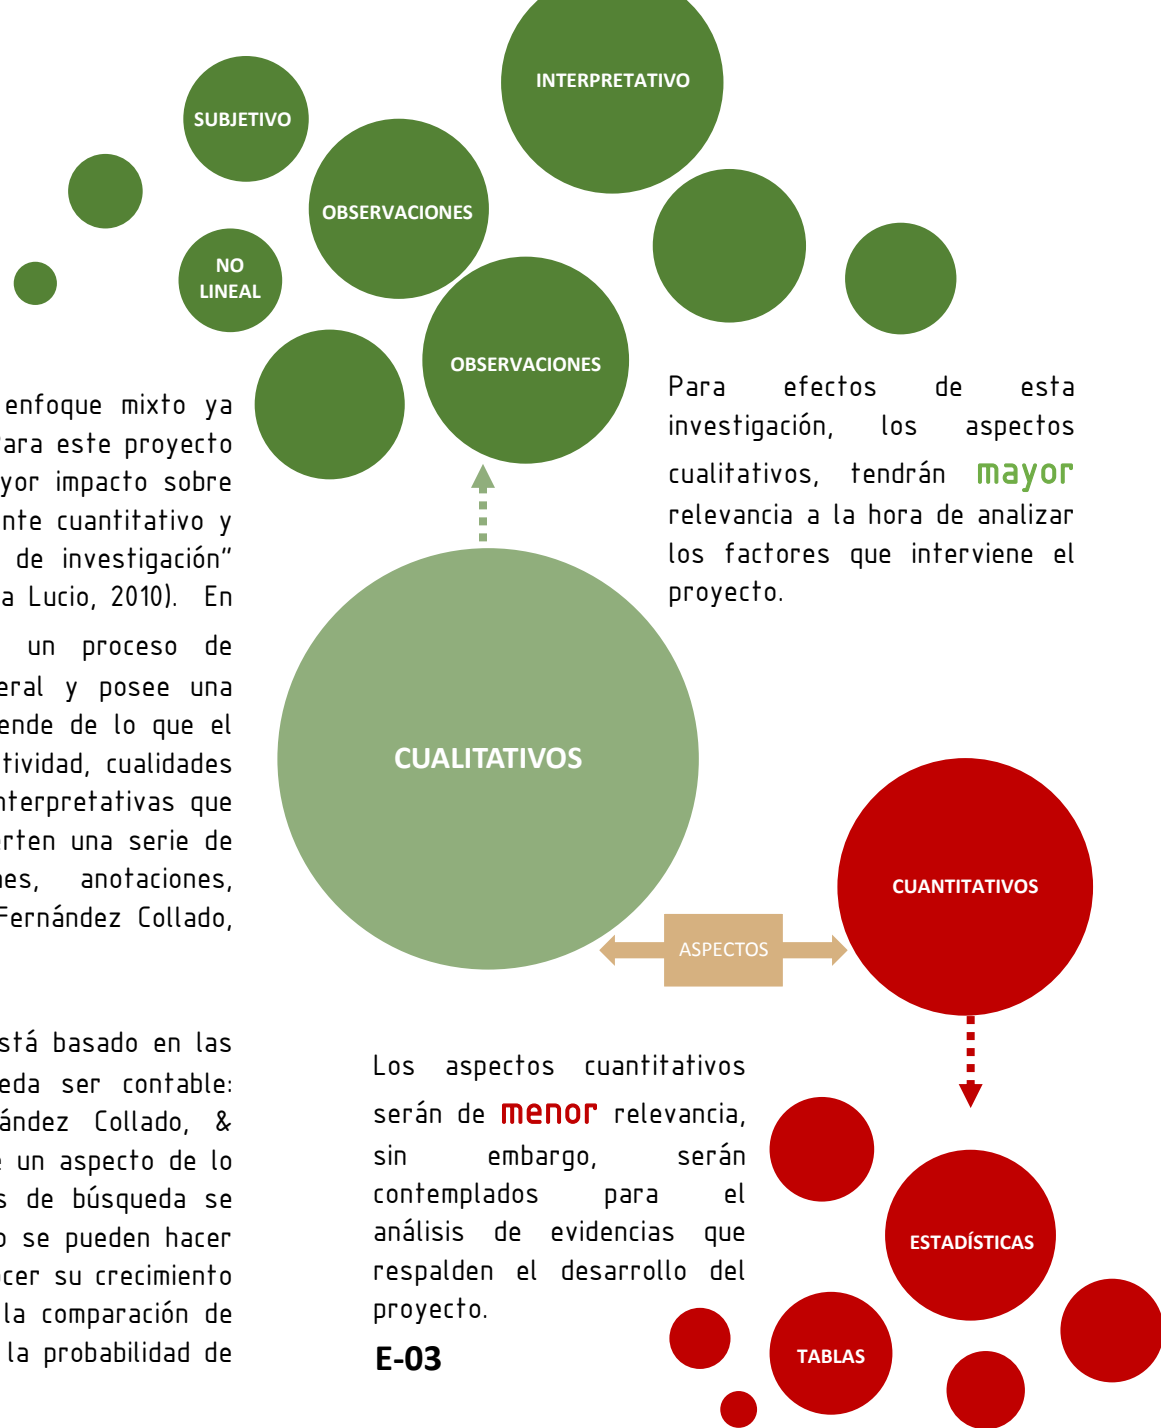 INTERPRETATIVO
SUBJETIVO
OBSERVACIONES
NO
LINEAL
OBSERVACIONES
enfoque mixto ya
Para este proyecto
yor impacto sobre
nte cuantitativo y
de investigación"
a Lucio, 2010). En
un proceso de
eral y posee una
ende de lo que el
tividad, cualidades
nterpretativas que
erten una serie de
nes, anotaciones,
Fernández Collado,
Para efectos de esta
investigación, los aspectos
cualitativos, tendrán mayor
relevancia a la hora de analizar
los factores que interviene el
proyecto.
CUALITATIVOS
CUANTITATIVOS
ASPECTOS
stá basado en las
eda ser contable:
nández Collado, &
e un aspecto de lo
s de búsqueda se
o se pueden hacer
ocer su crecimiento
la comparación de
la probabilidad de
Los aspectos cuantitativos
serán de menor relevancia,
sin embargo, serán
contemplados para el
análisis de evidencias que
respalden el desarrollo del
proyecto.
E-03
ESTADÍSTICAS
TABLAS